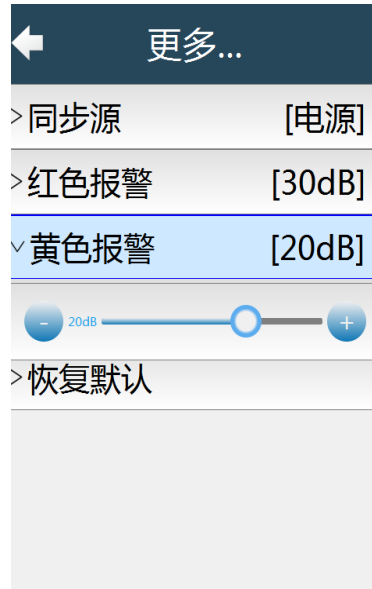 更多...
同步源 [电源]
红色报警 [30dB]
黄色报警 [20dB]
- 20dB +
恢复默认